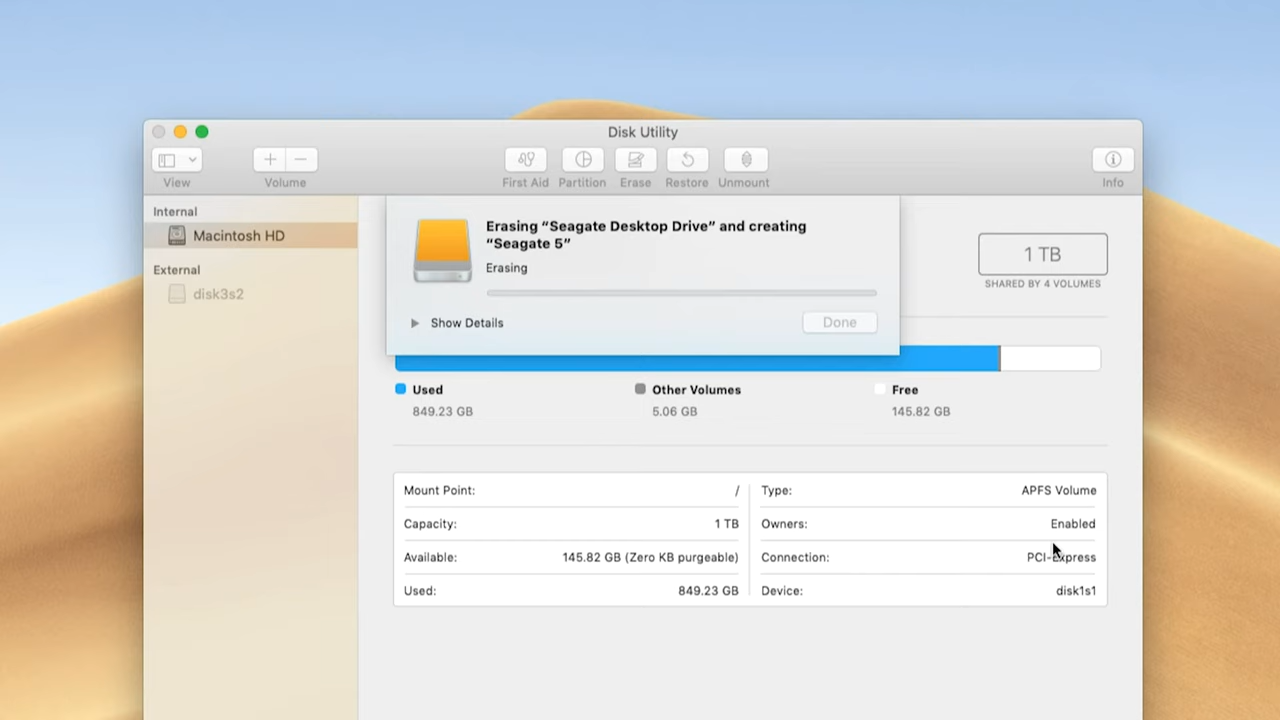 Disk Utility
View
Volume
First Aid
Partition
Erase
Restore
Unmount
Info
Internal
Macintosh HD
External
disk3s2
Erasing “Seagate Desktop Drive” and creating
“Seagate 5”
Erasing
Show Details
Done
1 TB
SHARED BY 4 VOLUMES
Used
849.23 GB
Other Volumes
5.06 GB
Free
145.82 GB
Mount Point: /
Capacity: 1 TB
Available: 145.82 GB (Zero KB purgeable)
Used: 849.23 GB
Type: APFS Volume
Owners: Enabled
Connection: PCI-Express
Device: disk1s1